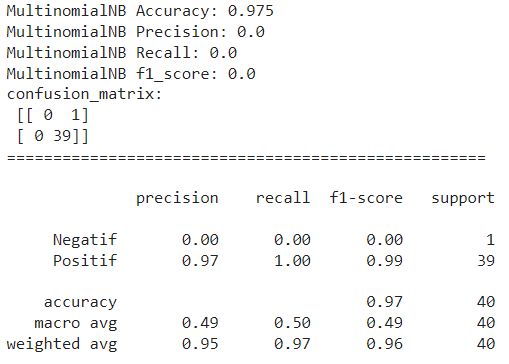 MultinomialNB Accuracy: 0.975
MultinomialNB Precision: 0.0
MultinomialNB Recall: 0.0
MultinomialNB f1_score: 0.0
confusion_matrix:
[[ 0 1]
[ 0 39]]
====================================================
precision recall f1-score support
Negatif 0.00 0.00 0.00 1
Positif 0.97 1.00 0.99 39
accuracy 0.97 40
macro avg 0.49 0.50 0.49 40
weighted avg 0.95 0.97 0.96 40